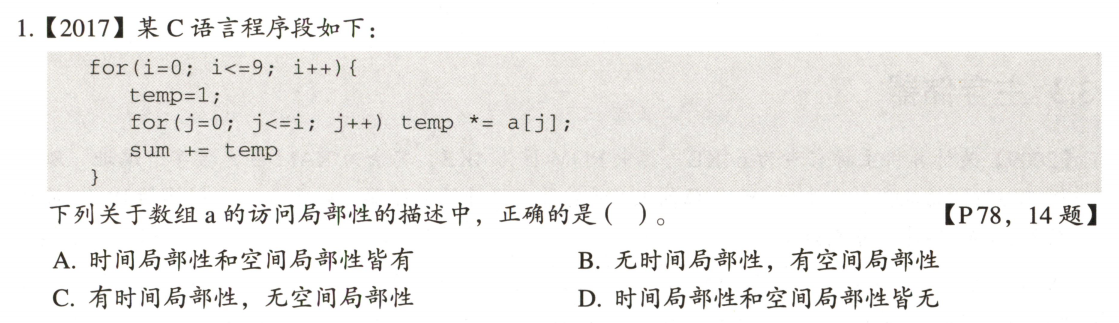 1.【2017】某 C 语言程序段如下：
for(i=0; i<=9; i++){
temp=1;
for(j=0; j<=i; j++) temp *= a[j];
sum += temp
}
下列关于数组 a 的访问局部性的描述中，正确的是（ ）。 【P78，14 题】
A. 时间局部性和空间局部性皆有 B. 无时间局部性，有空间局部性
C. 有时间局部性，无空间局部性 D. 时间局部性和空间局部性皆无